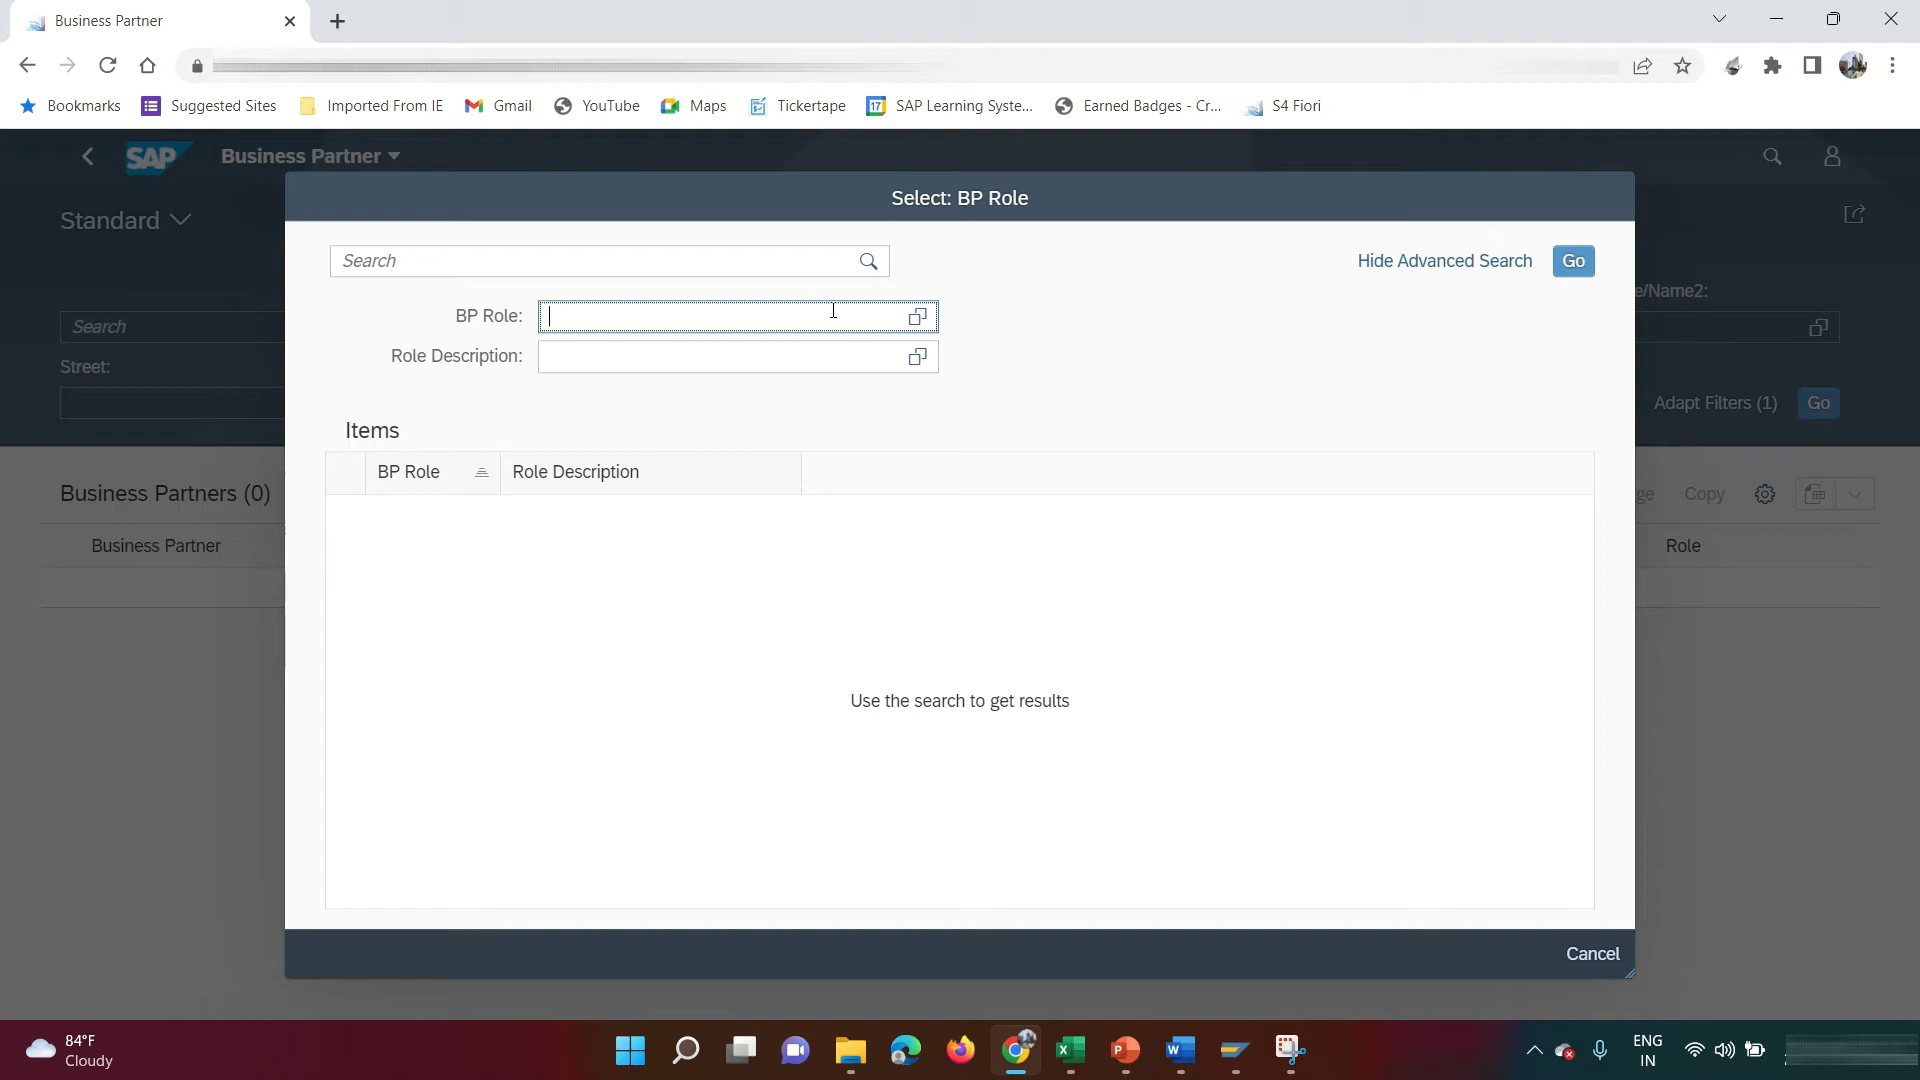 Business Partner
Bookmarks Suggested Sites Imported From IE Gmail YouTube Maps Tickertape 17 SAP Learning Syste... Earned Badges - Cr... S4 Fiori
SAP Business Partner
Select: BP Role
Standard
Search Hide Advanced Search Go
e/Name2:
BP Role:
Search
Role Description:
Street:
Adapt Filters (1) Go
Items
BP Role Role Description
Business Partners (0) ge Copy
Business Partner Role
Use the search to get results
Cancel
84°F
Cloudy
ENG
IN